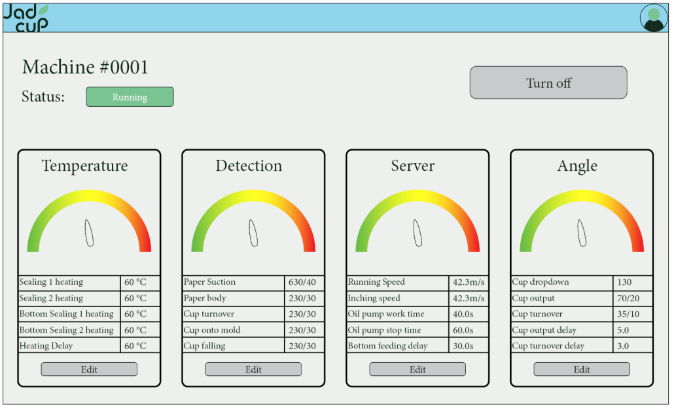 Jad
cup
Machine #0001
Status: Running
Turn off
Temperature
Sealing 1 heating 60 °C
Sealing 2 heating 60 °C
Bottom Sealing 1 heating 60 °C
Bottom Sealing 2 heating 60 °C
Heating Delay 60 °C
Edit
Detection
Paper Suction 630/40
Paper body 230/30
Cup turnover 230/30
Cup onto mold 230/30
Cup falling 230/30
Edit
Server
Running Speed 42.3m/s
Inching speed 42.3m/s
Oil pump work time 40.0s
Oil pump stop time 60.0s
Bottom feeding delay 30.0s
Edit
Angle
Cup dropdown 130
Cup output 70/20
Cup turnover 35/10
Cup output delay 5.0
Cup turnover delay 3.0
Edit